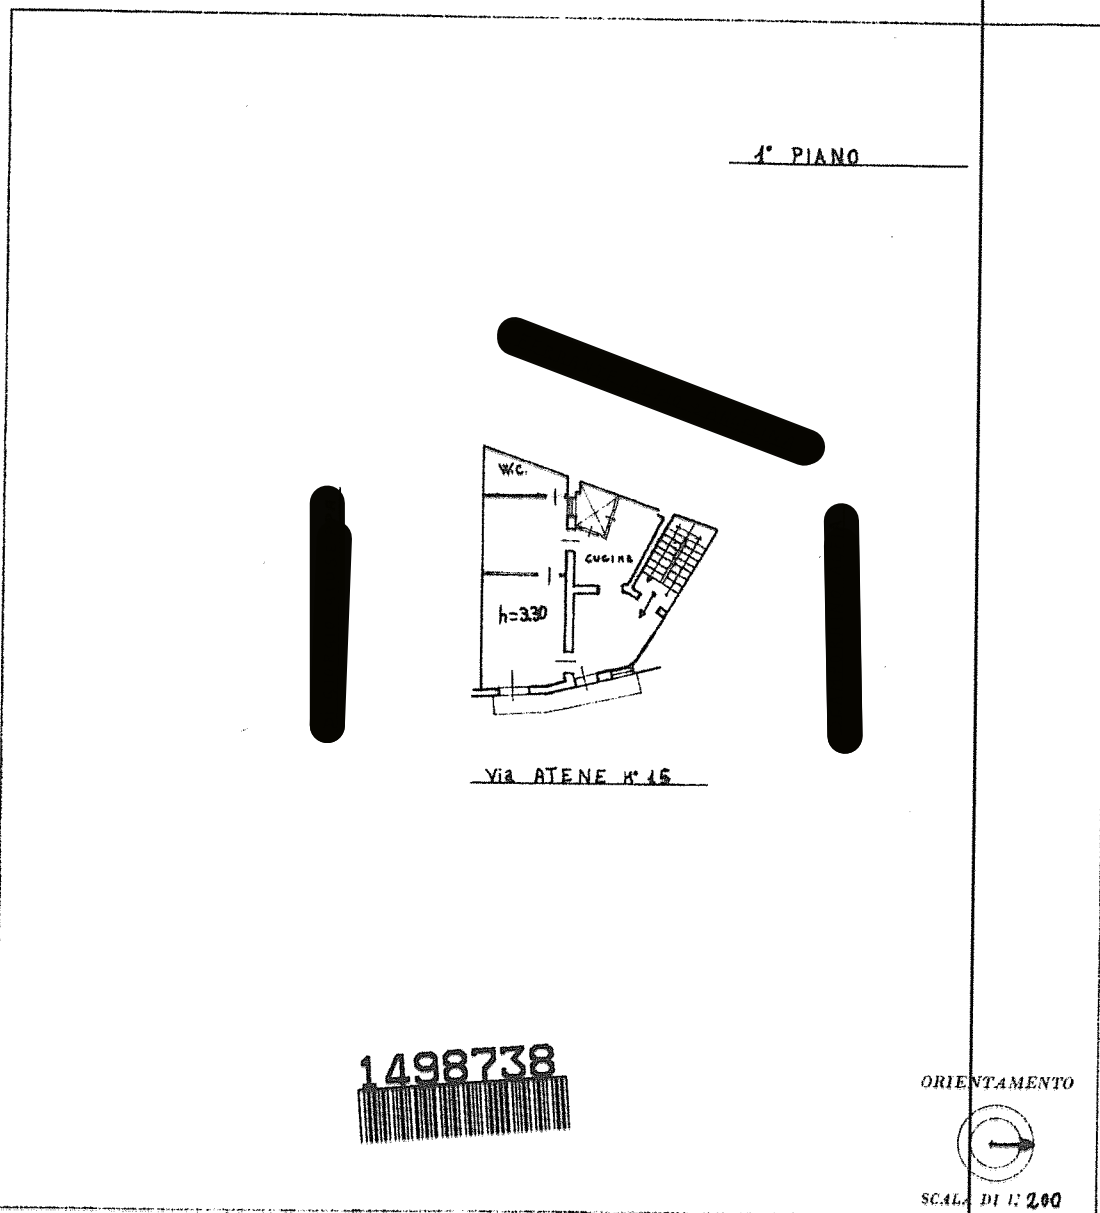 1° PIANO
W.C.
CUCINA
h=3.30
Via ATENE N° 15
1498738
ORIENTAMENTO
SCALA DI 1: 200